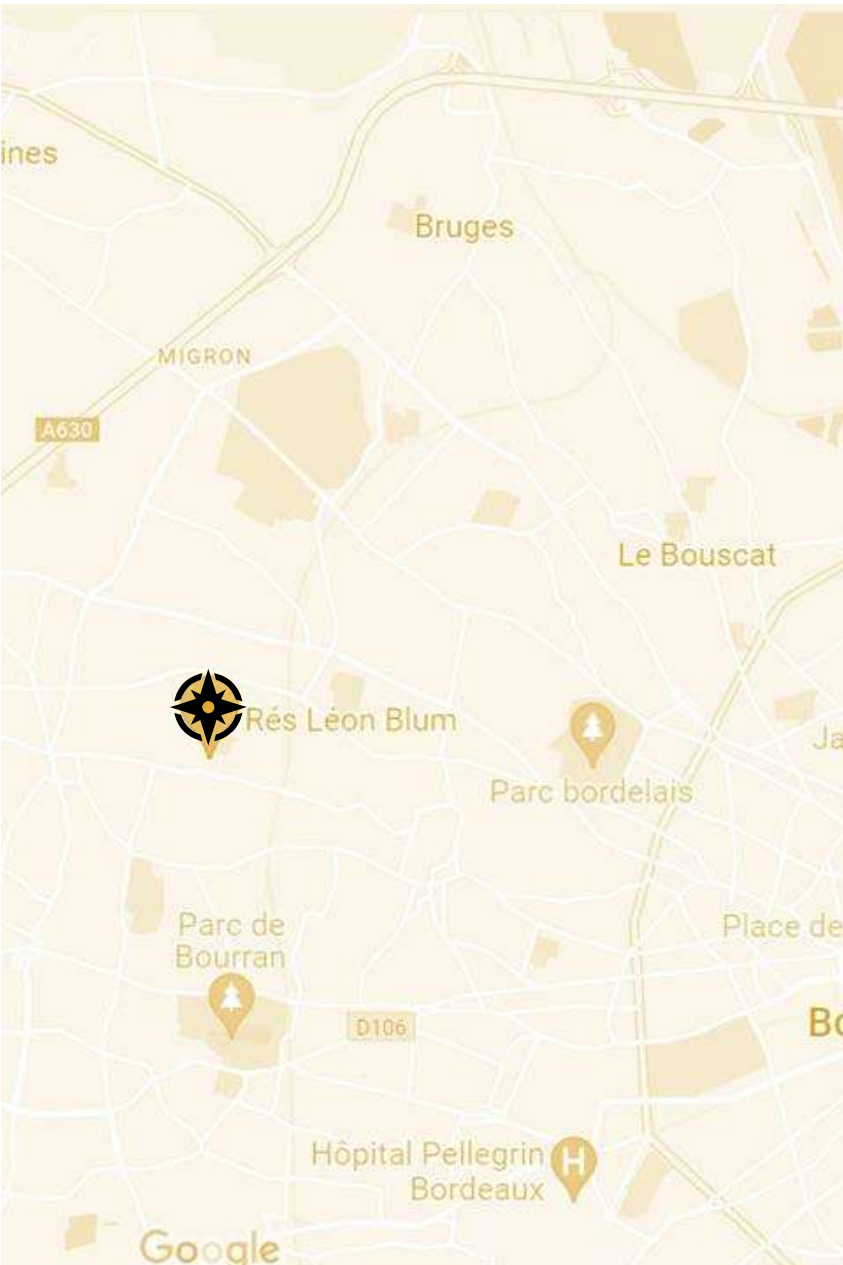 ines
Bruges
MIGRON
A630
Le Bouscat
Rés Léon Blum
Ja
Parc bordelais
Parc de
Bourran
Place de
Bo
D106
Hôpital Pellegrin
Bordeaux
H
Google